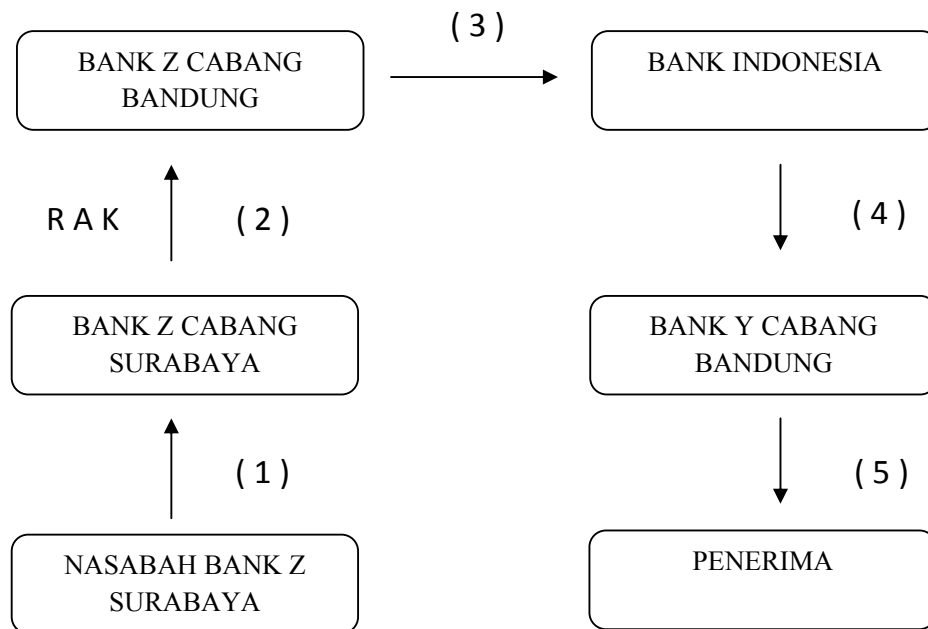 BANK Z CABANG
BANDUNG
( 3 )
BANK INDONESIA
R A K
( 2 )
( 4 )
BANK Z CABANG
SURABAYA
BANK Y CABANG
BANDUNG
( 1 )
( 5 )
NASABAH BANK Z
SURABAYA
PENERIMA